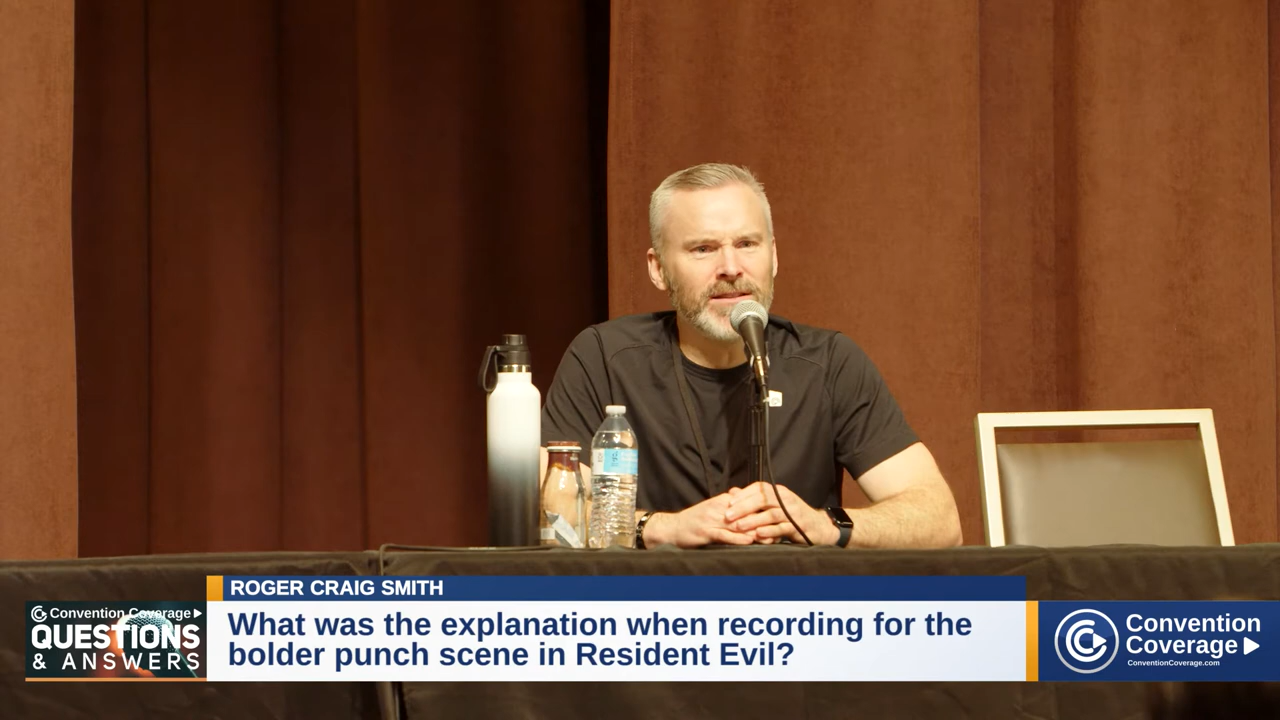 ROGER CRAIG SMITH
Convention Coverage
QUESTIONS
& ANSWERS
What was the explanation when recording for the
bolder punch scene in Resident Evil?
Convention
Coverage
ConventionCoverage.com